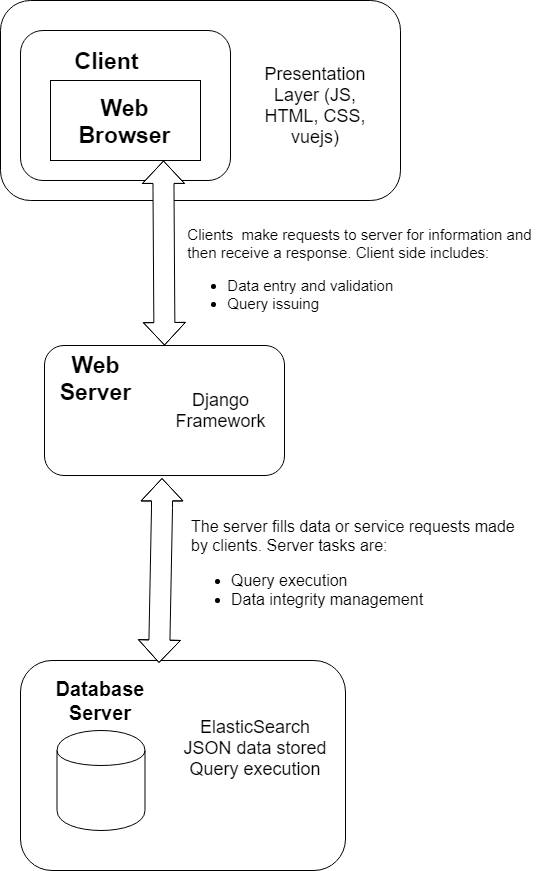 Client
Web
Browser
Presentation
Layer (JS,
HTML, CSS,
vuejs)
Clients  make requests to server for information and
then receive a response. Client side includes:
• Data entry and validation
• Query issuing
Web
Server
Django
Framework
The server fills data or service requests made
by clients. Server tasks are:
• Query execution
• Data integrity management
Database
Server
ElasticSearch
JSON data stored
Query execution